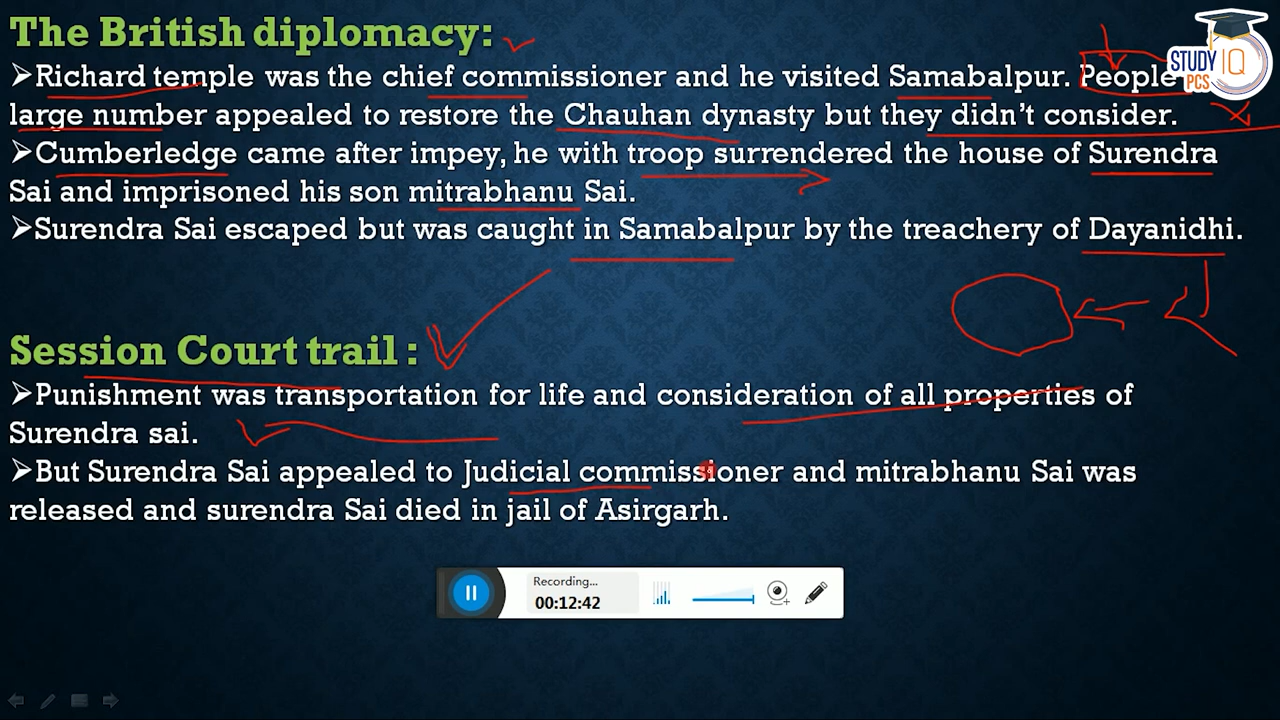 The British diplomacy:
➢Richard temple was the chief commissioner and he visited Samabalpur. People
large number appealed to restore the Chauhan dynasty but they didn't consider.
➢Cumberledge came after impey, he with troop surrendered the house of Surendra
Sai and imprisoned his son mitrabhanu Sai.
➢Surendra Sai escaped but was caught in Samabalpur by the treachery of Dayanidhi.
Session Court trail :
➢Punishment was transportation for life and consideration of all properties of
Surendra sai.
➢But Surendra Sai appealed to Judicial commissioner and mitrabhanu Sai was
released and surendra Sai died in jail of Asirgarh.
STUDY IQ
PCS
Recording...
00:12:42